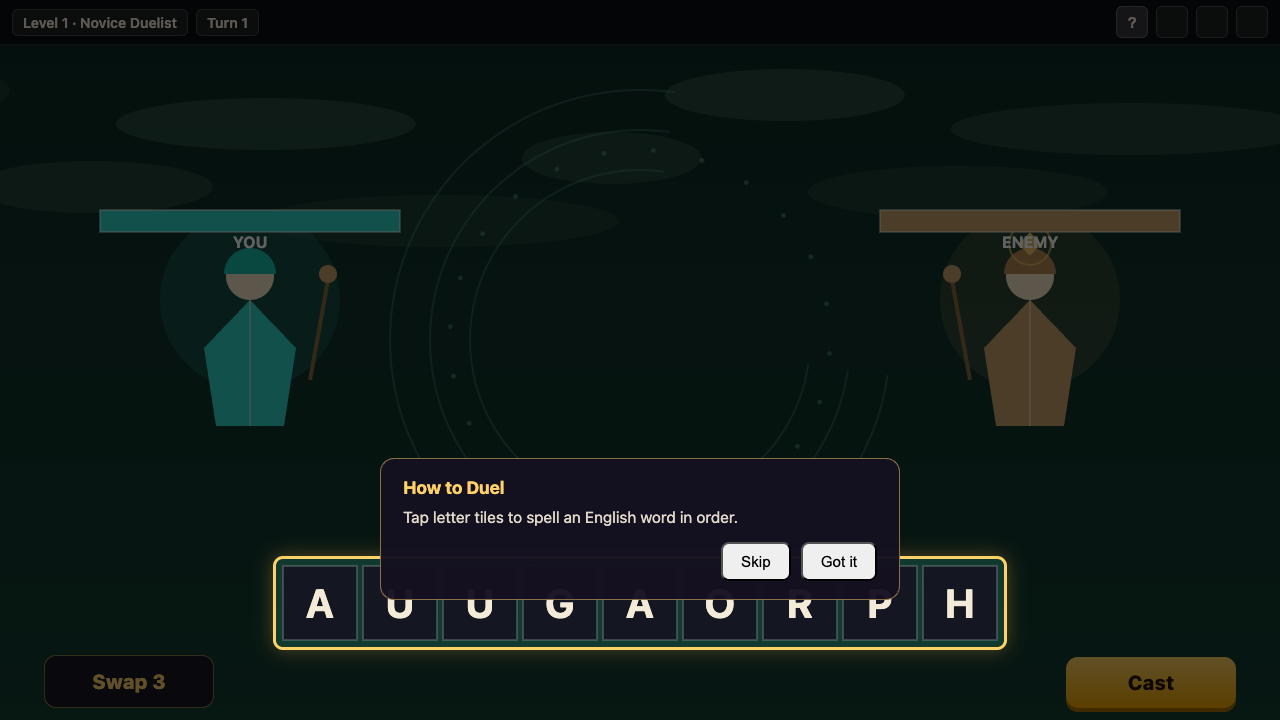 Level 1 · Novice Duelist
Turn 1
?
YOU
ENEMY
How to Duel
Tap letter tiles to spell an English word in order.
Skip
Got it
A U U G A O R P H
Swap 3
Cast